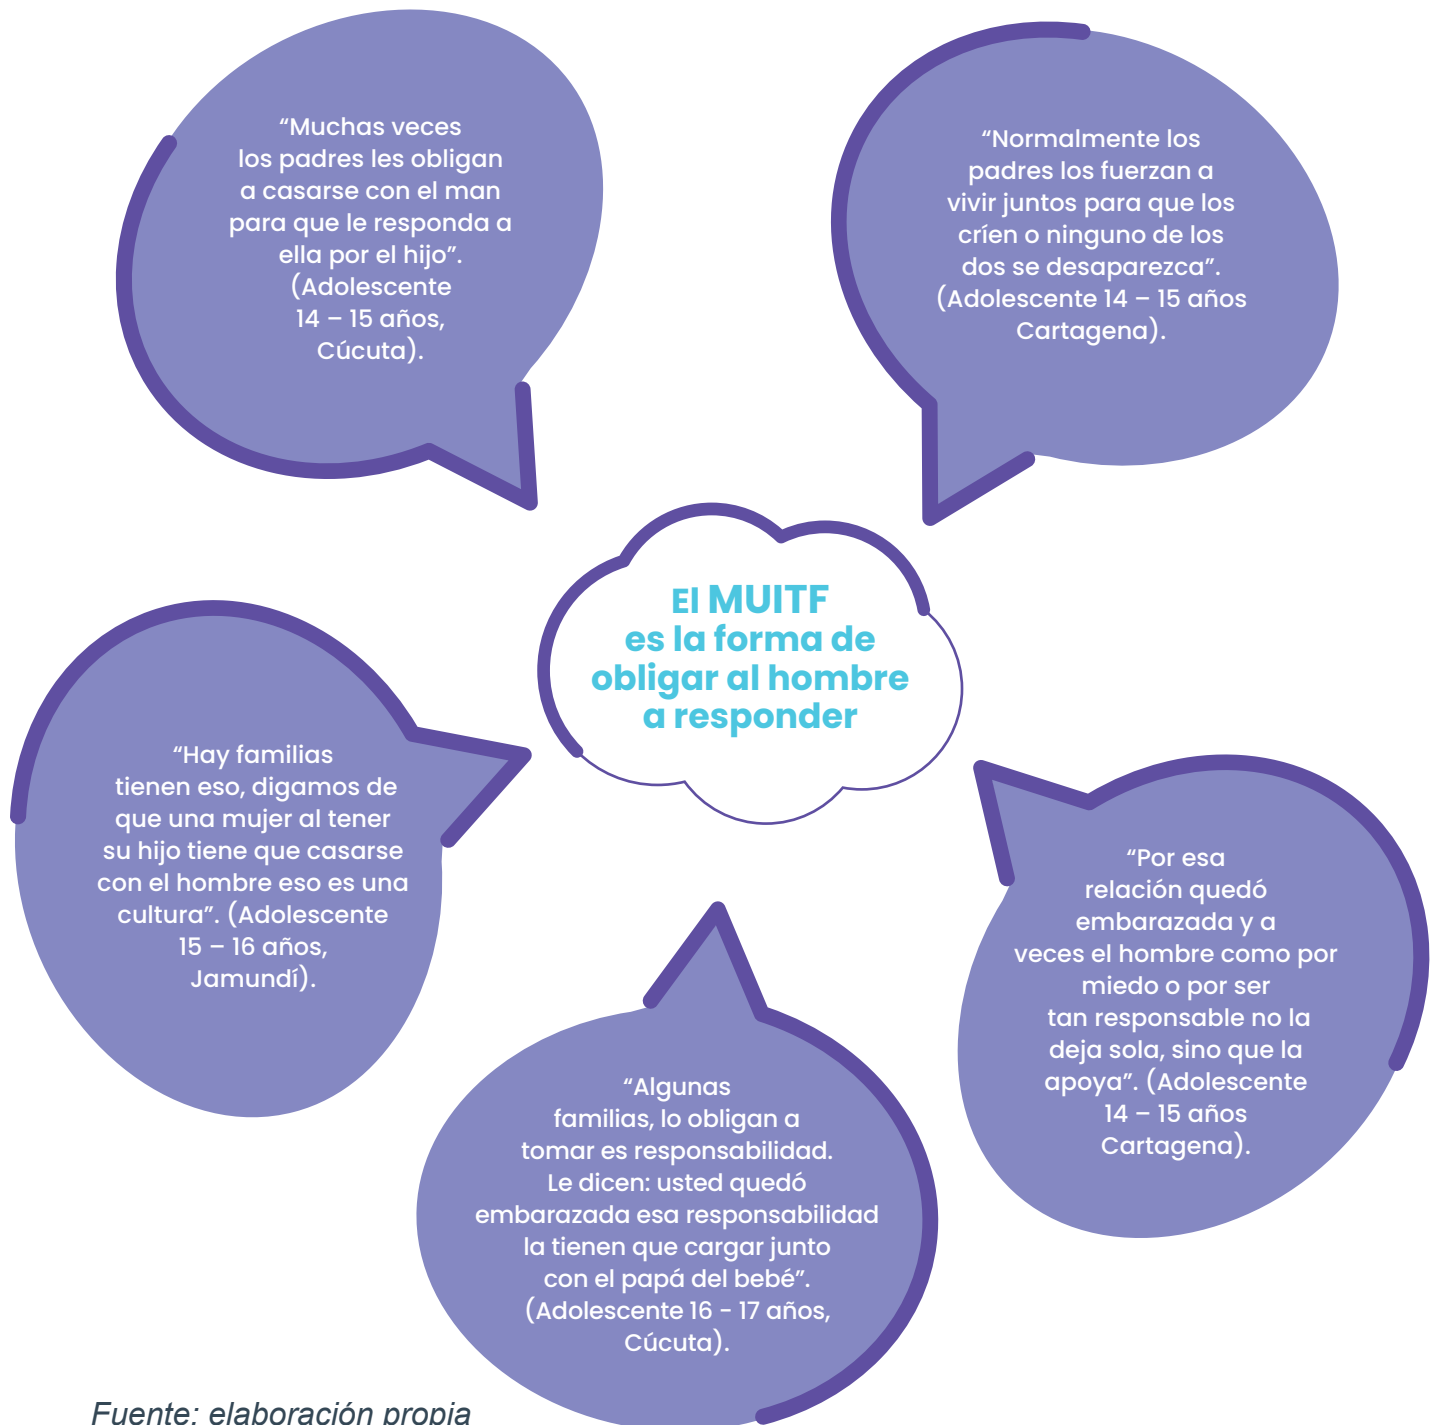 “Muchas veces
los padres les obligan
a casarse con el man
para que le responda a
ella por el hijo”.
(Adolescente
14 – 15 años,
Cúcuta).
“Normalmente los
padres los fuerzan a
vivir juntos para que los
críen o ninguno de los
dos se desaparezca”.
(Adolescente 14 – 15 años
Cartagena).
El MUITF
es la forma de
obligar al hombre
a responder
“Hay familias
tienen eso, digamos de
que una mujer al tener
su hijo tiene que casarse
con el hombre eso es una
cultura”. (Adolescente
15 – 16 años,
Jamundí).
“Por esa
relación quedó
embarazada y a
veces el hombre como por
miedo o por ser
tan responsable no la
deja sola, sino que la
apoya”. (Adolescente
14 – 15 años
Cartagena).
“Algunas
familias, lo obligan a
tomar es responsabilidad.
Le dicen: usted quedó
embarazada esa responsabilidad
la tienen que cargar junto
con el papá del bebé”.
(Adolescente 16 - 17 años,
Cúcuta).
Fuente: elaboración propia